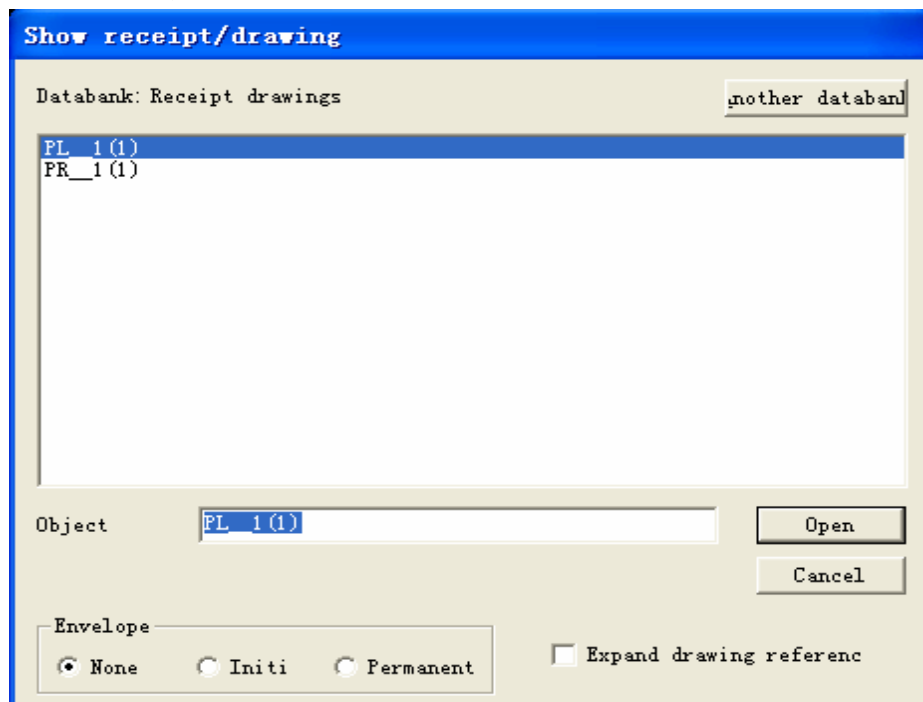 Show receipt/drawing
Databank: Receipt drawings
nother databank
PL__1(1)
PR__1(1)
Object
PL__1(1)
Open
Cancel
Envelope
None
Initi
Permanent
Expand drawing referenc